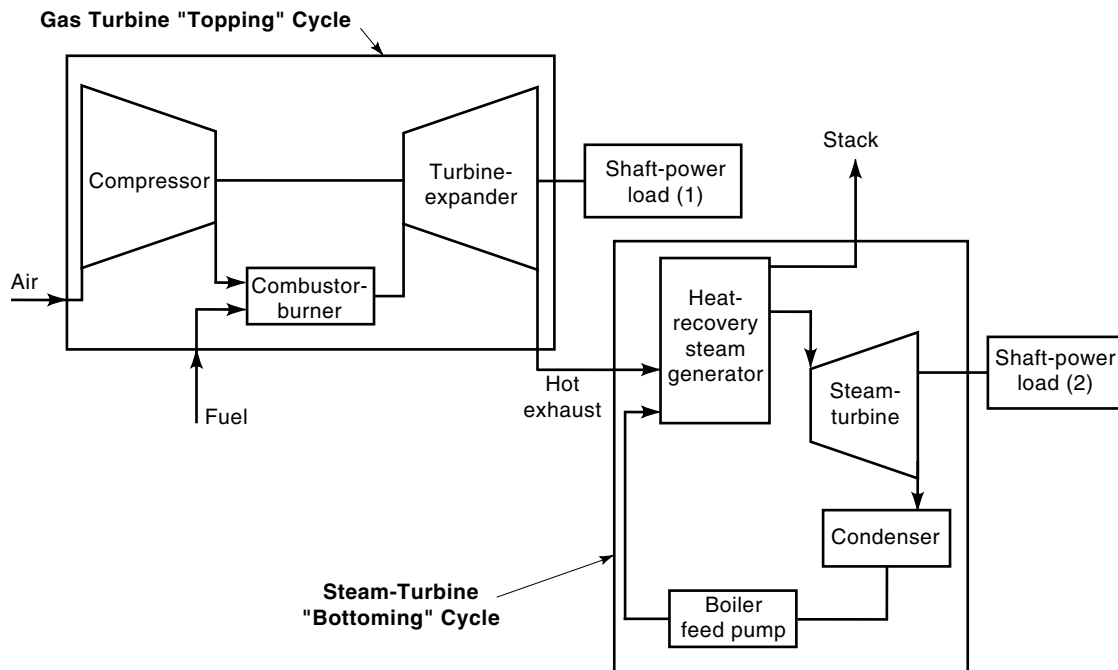 Gas Turbine "Topping" Cycle
Compressor
Turbine-
expander
Shaft-power
load (1)
Stack
Air
Combustor-
burner
Fuel
Hot
exhaust
Heat-
recovery
steam
generator
Steam-
turbine
Shaft-power
load (2)
Condenser
Boiler
feed pump
Steam-Turbine
"Bottoming" Cycle